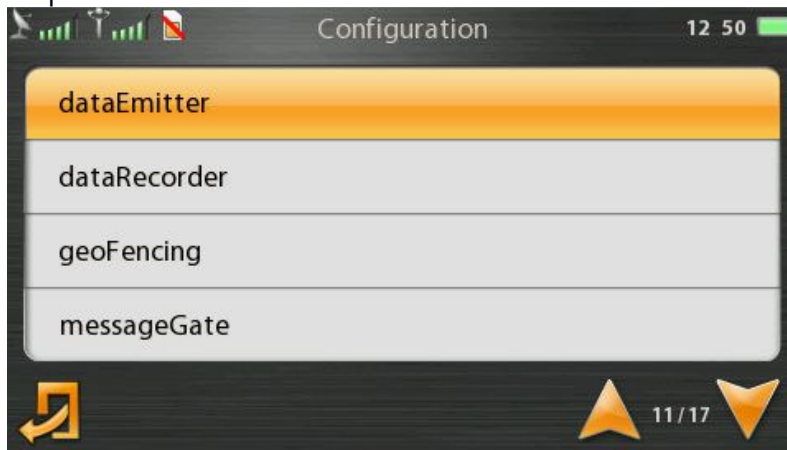 Configuration
12 50
dataEmitter
dataRecorder
geoFencing
messageGate
11/17